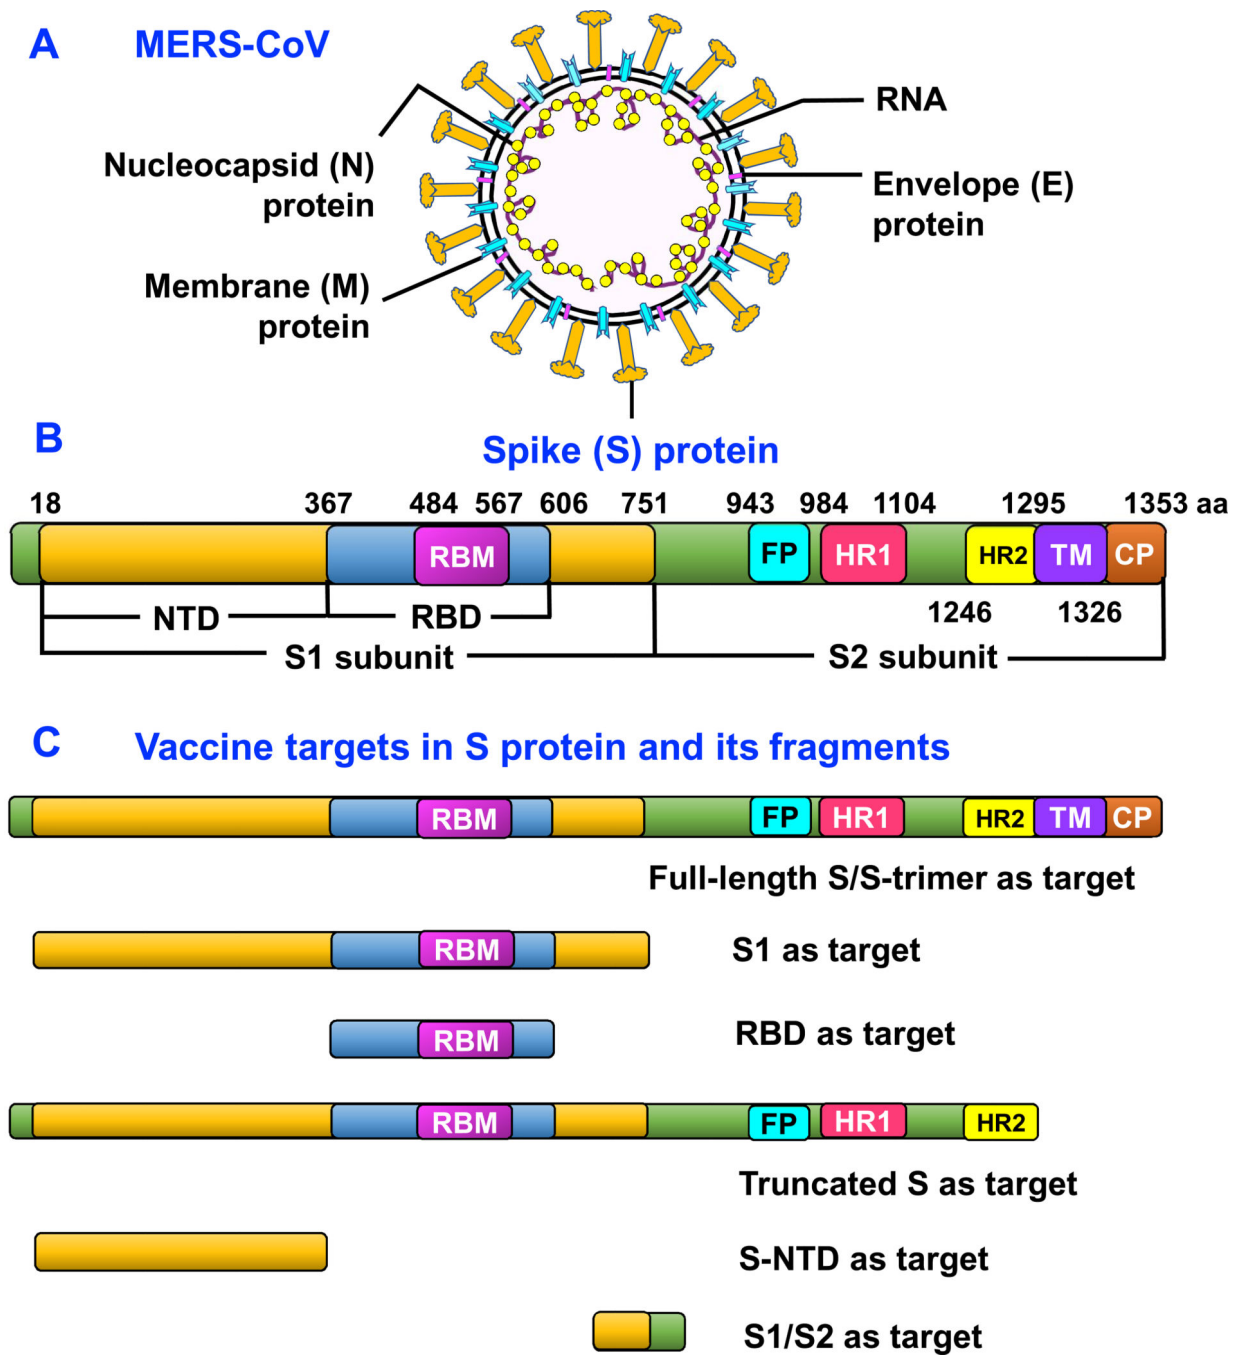 A MERS-CoV
RNA
Nucleocapsid (N)
protein
Envelope (E)
protein
Membrane (M)
protein
B
Spike (S) protein
18 367 484 567 606 751 943 984 1104 1295 1353 aa
RBM FP HR1 HR2 TM CP
NTD RBD 1246 1326
S1 subunit S2 subunit
C Vaccine targets in S protein and its fragments
RBM FP HR1 HR2 TM CP
Full-length S/S-trimer as target
RBM S1 as target
RBM RBD as target
RBM FP HR1 HR2
Truncated S as target
S-NTD as target
S1/S2 as target